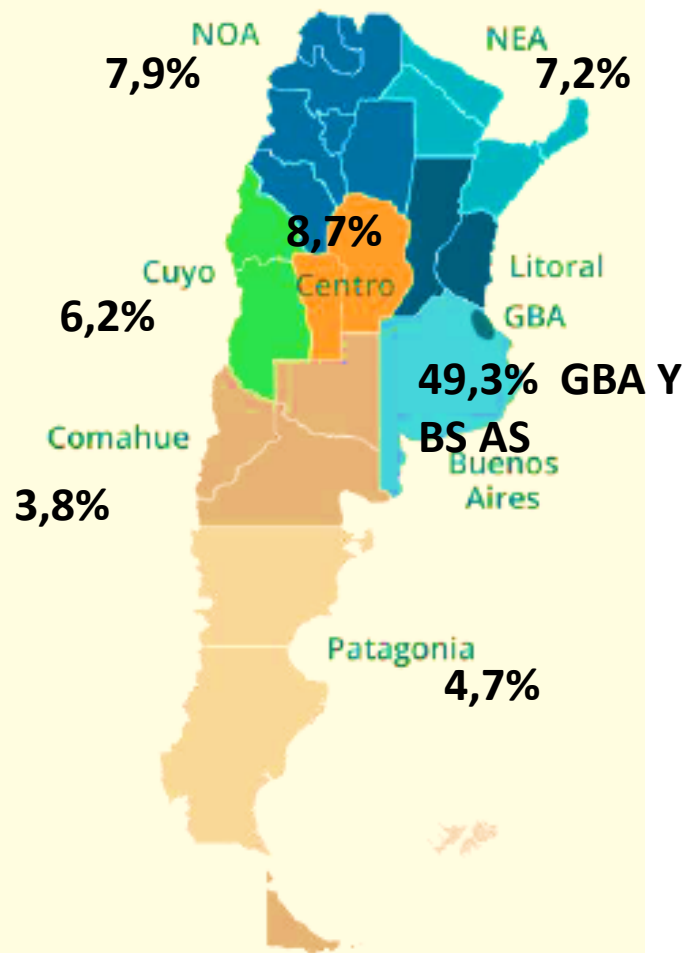 NOA
NEA
7,9%
7,2%
8,7%
Cuyo
Centro
Litoral
6,2%
GBA
49,3% GBA Y
BS AS
Comahue
Buenos
Aires
3,8%
Patagonia
4,7%